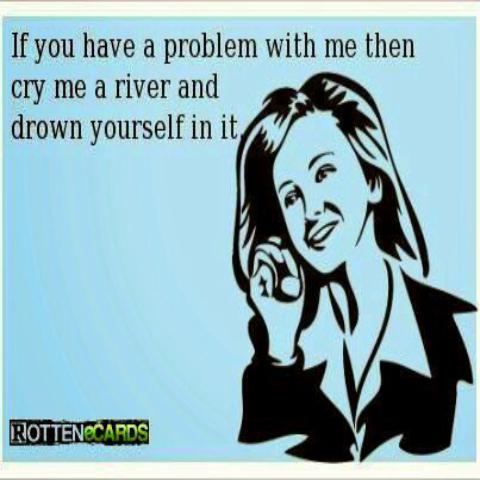 If you have a problem with me then
cry me a river and
drown yourself in it.
ROTTENeCARDS